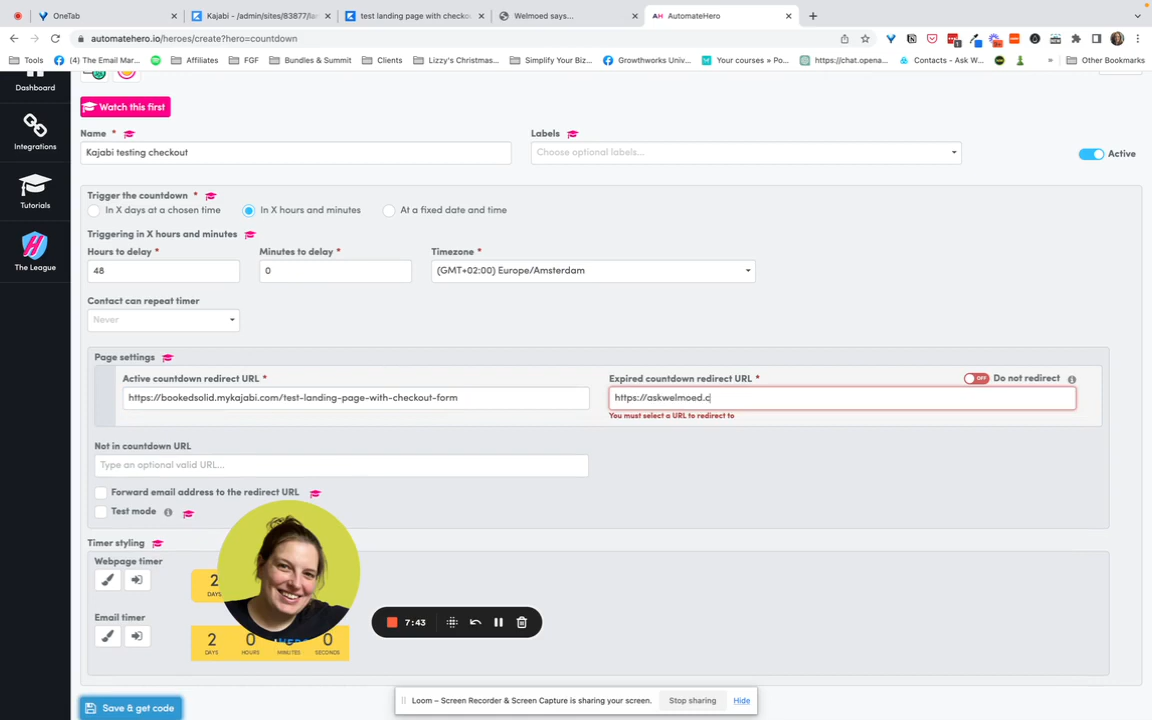 OneTab
Kajabi - /admin/sites/83877/lan
test landing page with checko
Welmoed says...
AutomateHero
automatehero.io/heroes/create?hero=countdown
Tools
(4) The Email Mar...
Affiliates
FGF
Bundles & Summit
Clients
Lizzy's Christmas...
Simplify Your Biz...
Growthworks Univ...
Your courses » Po...
https://chat.opena...
Contacts - Ask W...
Other Bookmarks
Dashboard
Integrations
Tutorials
The League
Watch this first
Name *
Labels
Kajabi testing checkout
Choose optional labels...
Active
Trigger the countdown *
In X days at a chosen time
In X hours and minutes
At a fixed date and time
Triggering in X hours and minutes
Hours to delay *
Minutes to delay *
Timezone *
48
0
(GMT+02:00) Europe/Amsterdam
Contact can repeat timer
Never
Page settings
Active countdown redirect URL *
Expired countdown redirect URL *
OFF
Do not redirect
https://bookedsolid.mykajabi.com/test-landing-page-with-checkout-form
https://askwelmoed.c
You must select a URL to redirect to
Not in countdown URL
Type an optional valid URL...
Forward email address to the redirect URL
Test mode
Timer styling
Webpage timer
2
DAYS
Email timer
2 0 0 0
DAYS HOURS MINUTES SECONDS
7:43
Save & get code
Loom – Screen Recorder & Screen Capture is sharing your screen.
Stop sharing
Hide